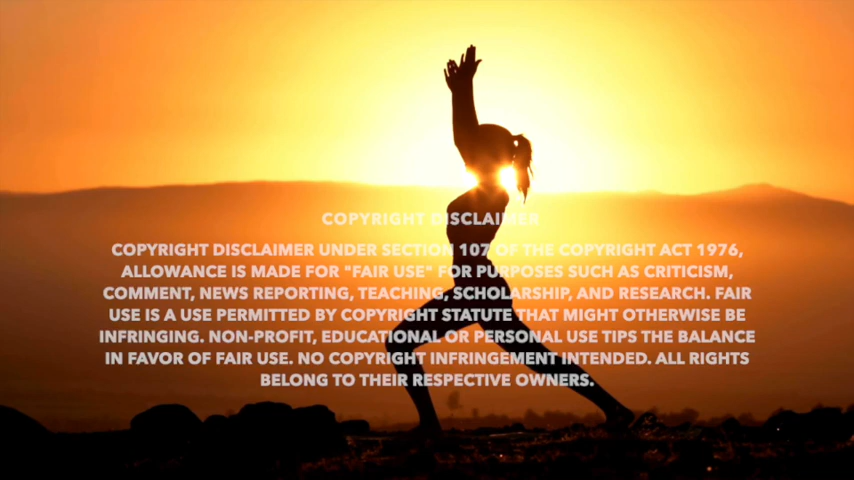 COPYRIGHT DISCLAIMER
COPYRIGHT DISCLAIMER UNDER SECTION 107 OF THE COPYRIGHT ACT 1976,
ALLOWANCE IS MADE FOR "FAIR USE" FOR PURPOSES SUCH AS CRITICISM,
COMMENT, NEWS REPORTING, TEACHING, SCHOLARSHIP, AND RESEARCH. FAIR
USE IS A USE PERMITTED BY COPYRIGHT STATUTE THAT MIGHT OTHERWISE BE
INFRINGING. NON-PROFIT, EDUCATIONAL OR PERSONAL USE TIPS THE BALANCE
IN FAVOR OF FAIR USE. NO COPYRIGHT INFRINGEMENT INTENDED. ALL RIGHTS
BELONG TO THEIR RESPECTIVE OWNERS.